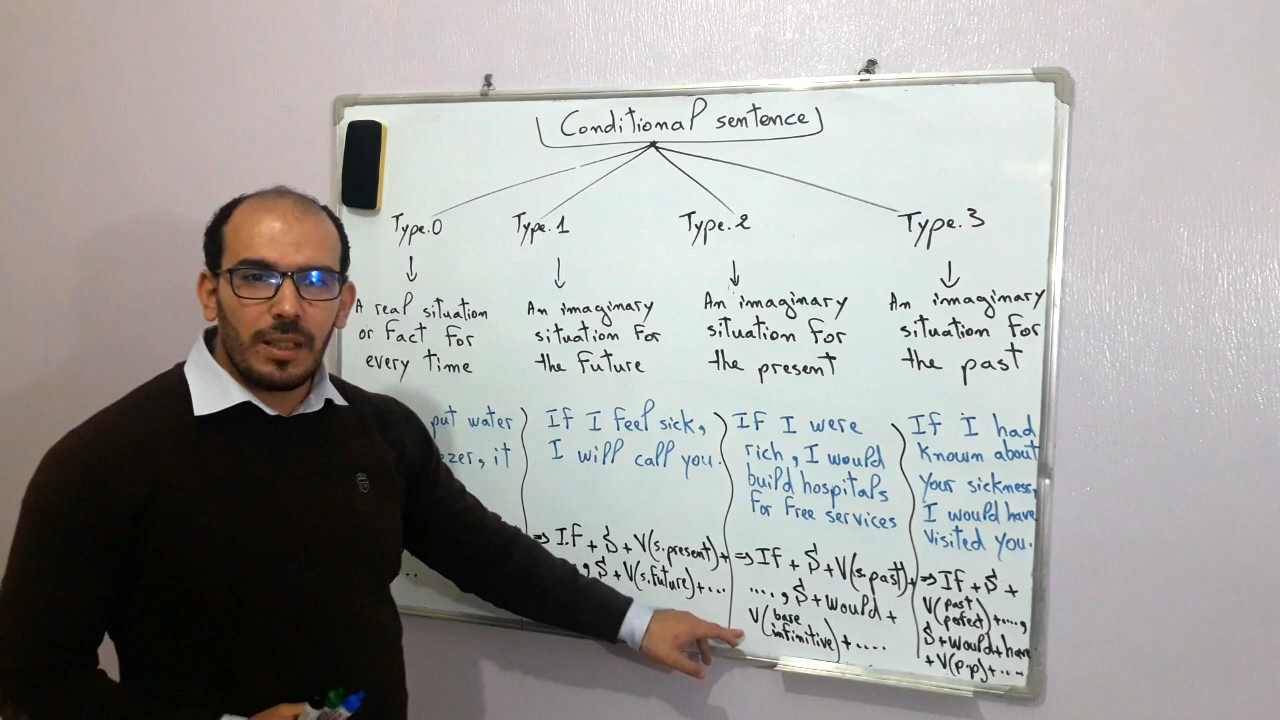 Conditional sentence
Type.0
Type.1
Type.2
Type.3
A real situation
or fact for
every time
An imaginary
situation for
the future
An imaginary
situation for
the present
An imaginary
situation for
the past
put water
, it
If I feel sick,
I will call you.
If I were
rich, I would
build hospitals
for free services
If I had
known about
your sickness,
I would have
visited you.
..
⇒ If + S + V(s.present) +
, S + V(s.future) + ...
⇒ If + S + V(s.past) +
...., S + would +
V(base
infinitive) + ....
⇒ If + S +
V(past
perfect) + ....,
S + would + have
+ V(p.p) + ....